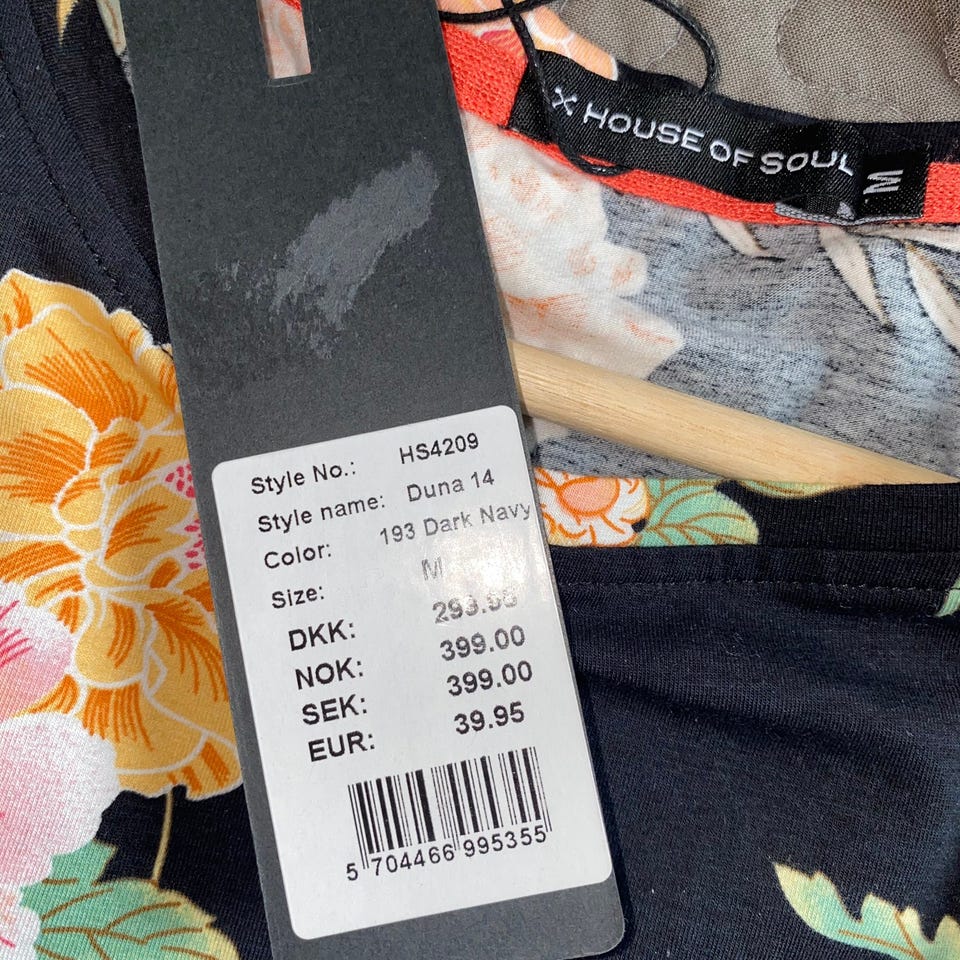 HOUSE OF SOUL
M
Style No.: HS4209
Style name: Duna 14
Color: 193 Dark Navy
Size: M
DKK: 299.95
NOK: 399.00
SEK: 399.00
EUR: 39.95
5 704466 995355